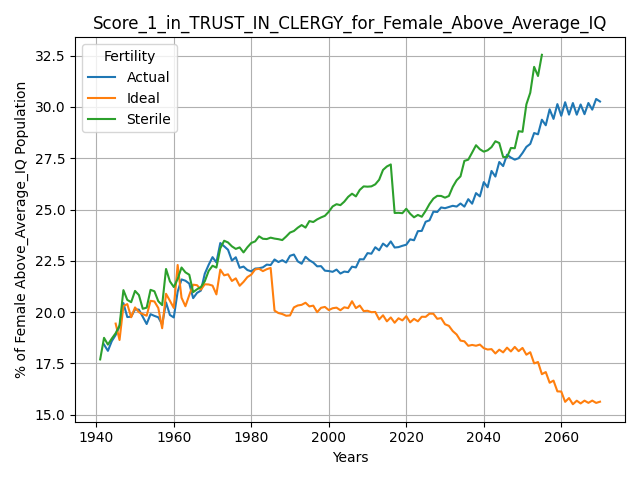 Score_1_in_TRUST_IN_CLERGY_for_Female_Above_Average_IQ
% of Female Above_Average_IQ Population
32.5
30.0
27.5
25.0
22.5
20.0
17.5
15.0
Fertility
Actual
Ideal
Sterile
1940 1960 1980 2000 2020 2040 2060
Years